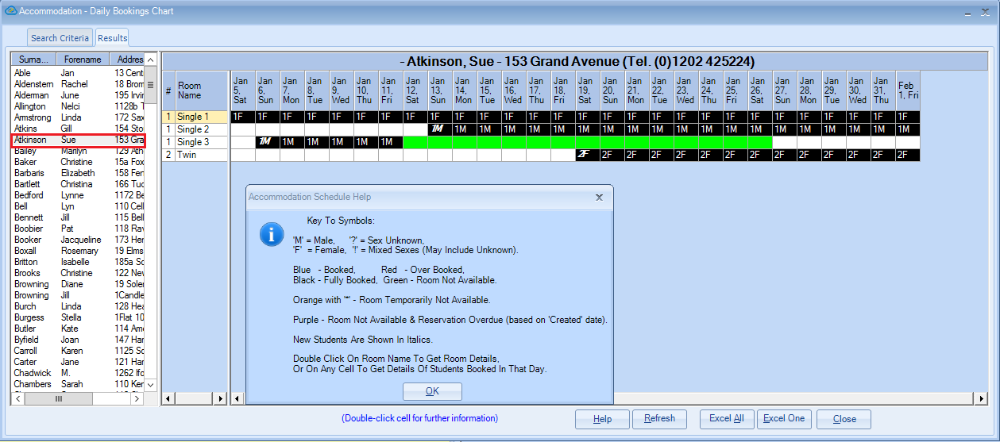 Accommodation - Daily Bookings Chart
Search Criteria Results
Suma... Forename Address
Able Jan 13 Cent
Aldenstern Rachel 18 Brom
Alderman June 195 Irvin
Allington Nelci 1128b T
Armstrong Linda 172 Sax
Atkins Gill 154 Sto
Atkinson Sue 153 Gra
Bailey Marilyn 129 Ath
Baker Christine 15a Fox
Barbaris Elizabeth 158 Fen
Bartlett Christina 166 Tuc
Bedford Lynne 1172 Be
Bell Lyn 110 Cell
Bennett Jill 115 Bell
Boobier Pat 118 Rav
Booker Jacqueline 173 Hen
Boxall Rosemary 19 Elms
Britton Isabelle 185a Sc
Brooks Christine 122 New
Browning Diane 19 Soler
Browning Jill 1Candle
Burch Linda 128 Hea
Burgess Stella 1Flat 10
Butler Kate 114 Ame
Byfield Joan 147 Han
Carroll Karen 1125 Sc
Carter Jane 121 Han
Chadwick M. 1262 Ifo
Chambers Sarah 110 Ken
- Atkinson, Sue - 153 Grand Avenue (Tel. (0)1202 425224)
# Room Name Jan 5, Sat Jan 6, Sun Jan 7, Mon Jan 8, Tue Jan 9, Wed Jan 10, Thu Jan 11, Fri Jan 12, Sat Jan 13, Sun Jan 14, Mon Jan 15, Tue Jan 16, Wed Jan 17, Thu Jan 18, Fri Jan 19, Sat Jan 20, Sun Jan 21, Mon Jan 22, Tue Jan 23, Wed Jan 24, Thu Jan 25, Fri Jan 26, Sat Jan 27, Sun Jan 28, Mon Jan 29, Tue Jan 30, Wed Jan 31, Thu Feb 1, Fri
1 Single 1 1F 1F 1F 1F 1F 1F 1F 1F 1F 1F 1F 1F 1F 1F 1F 1F 1F 1F 1F 1F 1F 1F 1F 1F 1F 1F 1F 1F
1 Single 2 1M 1M 1M 1M 1M 1M 1M 1M 1M 1M 1M 1M 1M 1M 1M 1M 1M 1M 1M 1M
1 Single 3 1M 1M 1M 1M 1M 1M
2 Twin 2F 2F 2F 2F 2F 2F 2F 2F 2F 2F 2F 2F 2F 2F
Accommodation Schedule Help
Key To Symbols:
'M' = Male, '?' = Sex Unknown,
'F' = Female, '!' = Mixed Sexes (May Include Unknown).
Blue - Booked, Red - Over Booked,
Black - Fully Booked, Green - Room Not Available.
Orange with '*' - Room Temporarily Not Available.
Purple - Room Not Available & Reservation Overdue (based on 'Created' date).
New Students Are Shown In Italics.
Double Click On Room Name To Get Room Details,
Or On Any Cell To Get Details Of Students Booked In That Day.
OK
(Double-click cell for further information)
Help Refresh Excel All Excel One Close